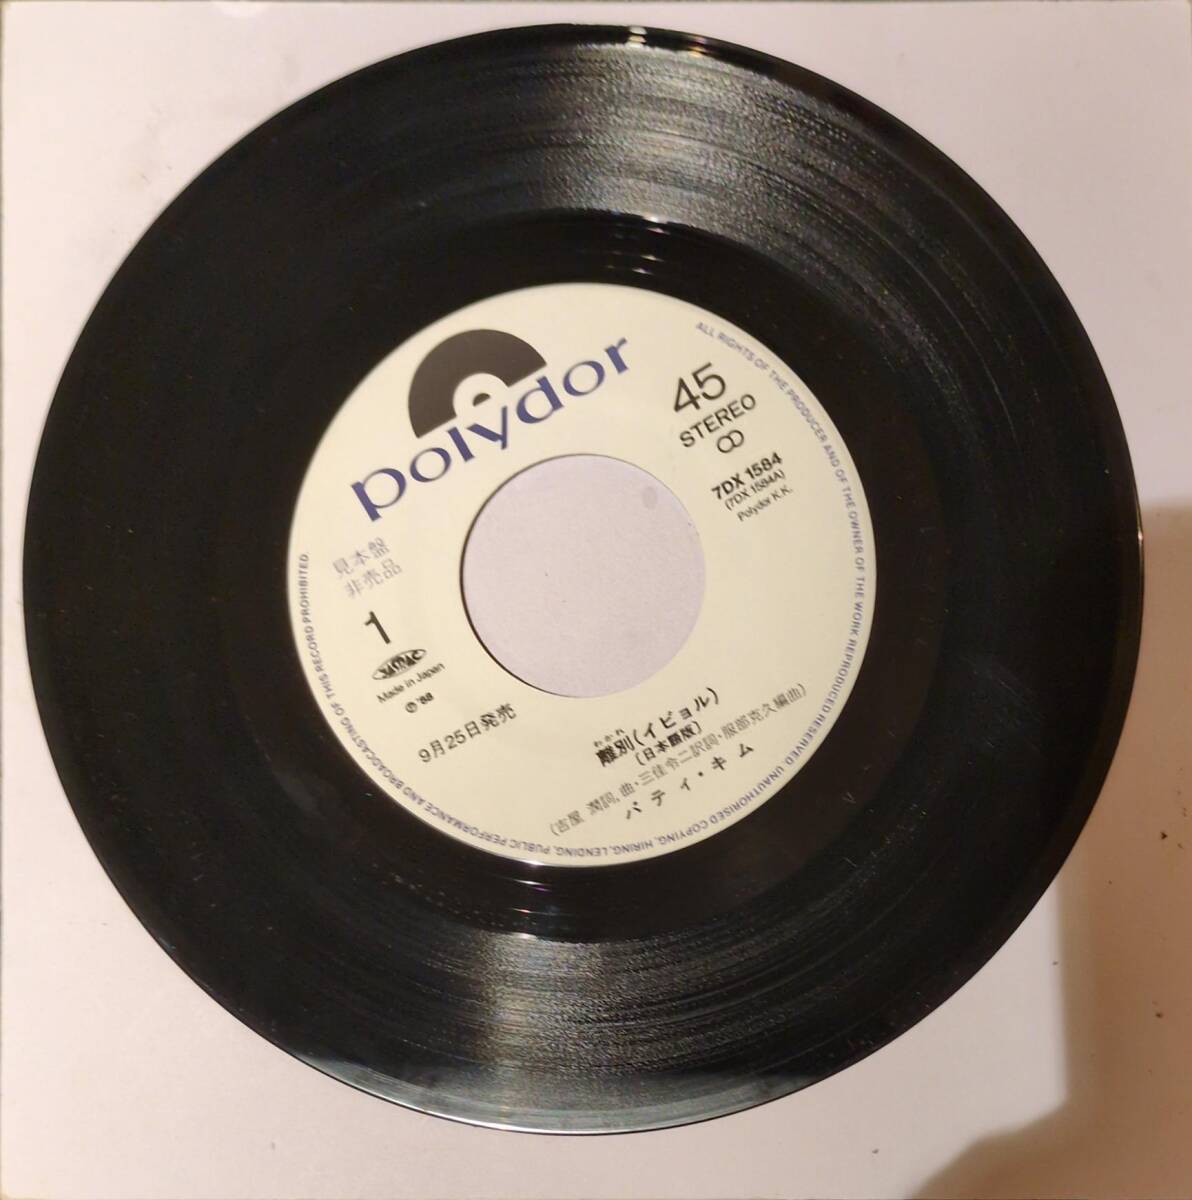 polydor
45
STEREO
7DX 1584
(7DX 1584A)
Polydor K.K.
見本盤
非売品
1
JASRAC
Made in Japan
℗'88
9月25日発売
わかれ
離別(イビョル)
(日本語版)
(吉屋 潤詞, 曲・三佳令二訳詞・服部克久編曲)
パティ・キム
ALL RIGHTS OF THE PRODUCER AND OF THE OWNER OF THE WORK REPRODUCED RESERVED. UNAUTHORISED COPYING, HIRING, LENDING, PUBLIC PERFORMANCE AND BROADCASTING OF THIS RECORD PROHIBITED.